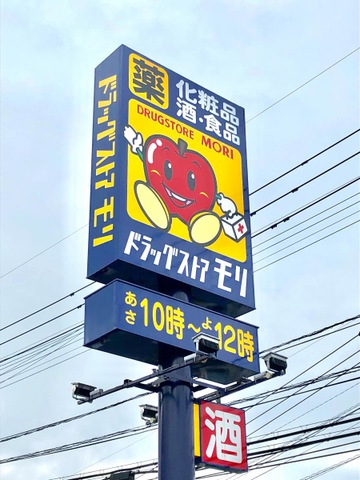 薬
化粧品
酒・食品
DRUGSTORE MORI
ドラッグストア モリ
ドラッグストア モリ
あさ10時〜よる12時
酒